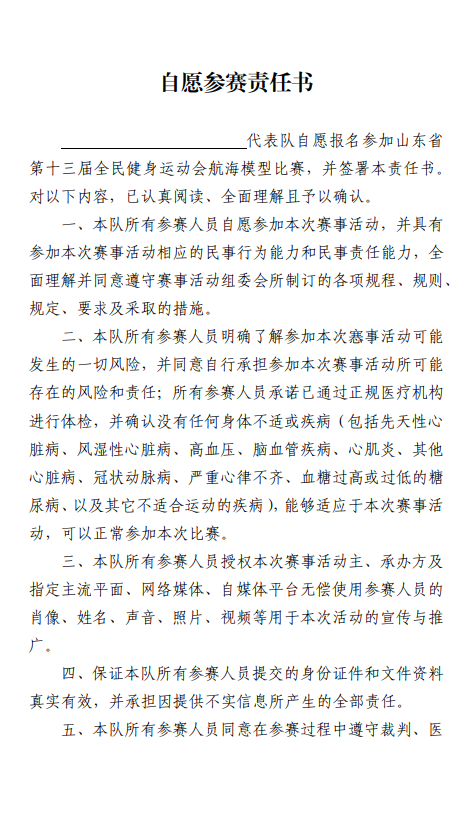 自愿参赛责任书
代表队自愿报名参加山东省
第十三届全民健身运动会航海模型比赛，并签署本责任书。
对以下内容，已认真阅读、全面理解且予以确认。
一、本队所有参赛人员自愿参加本次赛事活动，并具有
参加本次赛事活动相应的民事行为能力和民事责任能力，全
面理解并同意遵守赛事活动组委会所制订的各项规程、规则、
规定、要求及采取的措施。
二、本队所有参赛人员明确了解参加本次塞事活动可能
发生的一切风险，并同意自行承担参加本次赛事活动所可能
存在的风险和责任；所有参赛人员承诺已通过正规医疗机构
进行体检，并确认没有任何身体不适或疾病（包括先天性心
脏病、风湿性心脏病、高血压、脑血管疾病、心肌炎、其他
心脏病、冠状动脉病、严重心律不齐、血糖过高或过低的糖
尿病、以及其它不适合运动的疾病），能够适应于本次赛事活
动，可以正常参加本次比赛。
三、本队所有参赛人员授权本次赛事活动主、承办方及
指定主流平面、网络媒体、自媒体平台无偿使用参赛人员的
肖像、姓名、声音、照片、视频等用于本次活动的宣传与推
广。
四、保证本队所有参赛人员提交的身份证件和文件资料
真实有效，并承担因提供不实信息所产生的全部责任。
五、本队所有参赛人员同意在参赛过程中遵守裁判、医